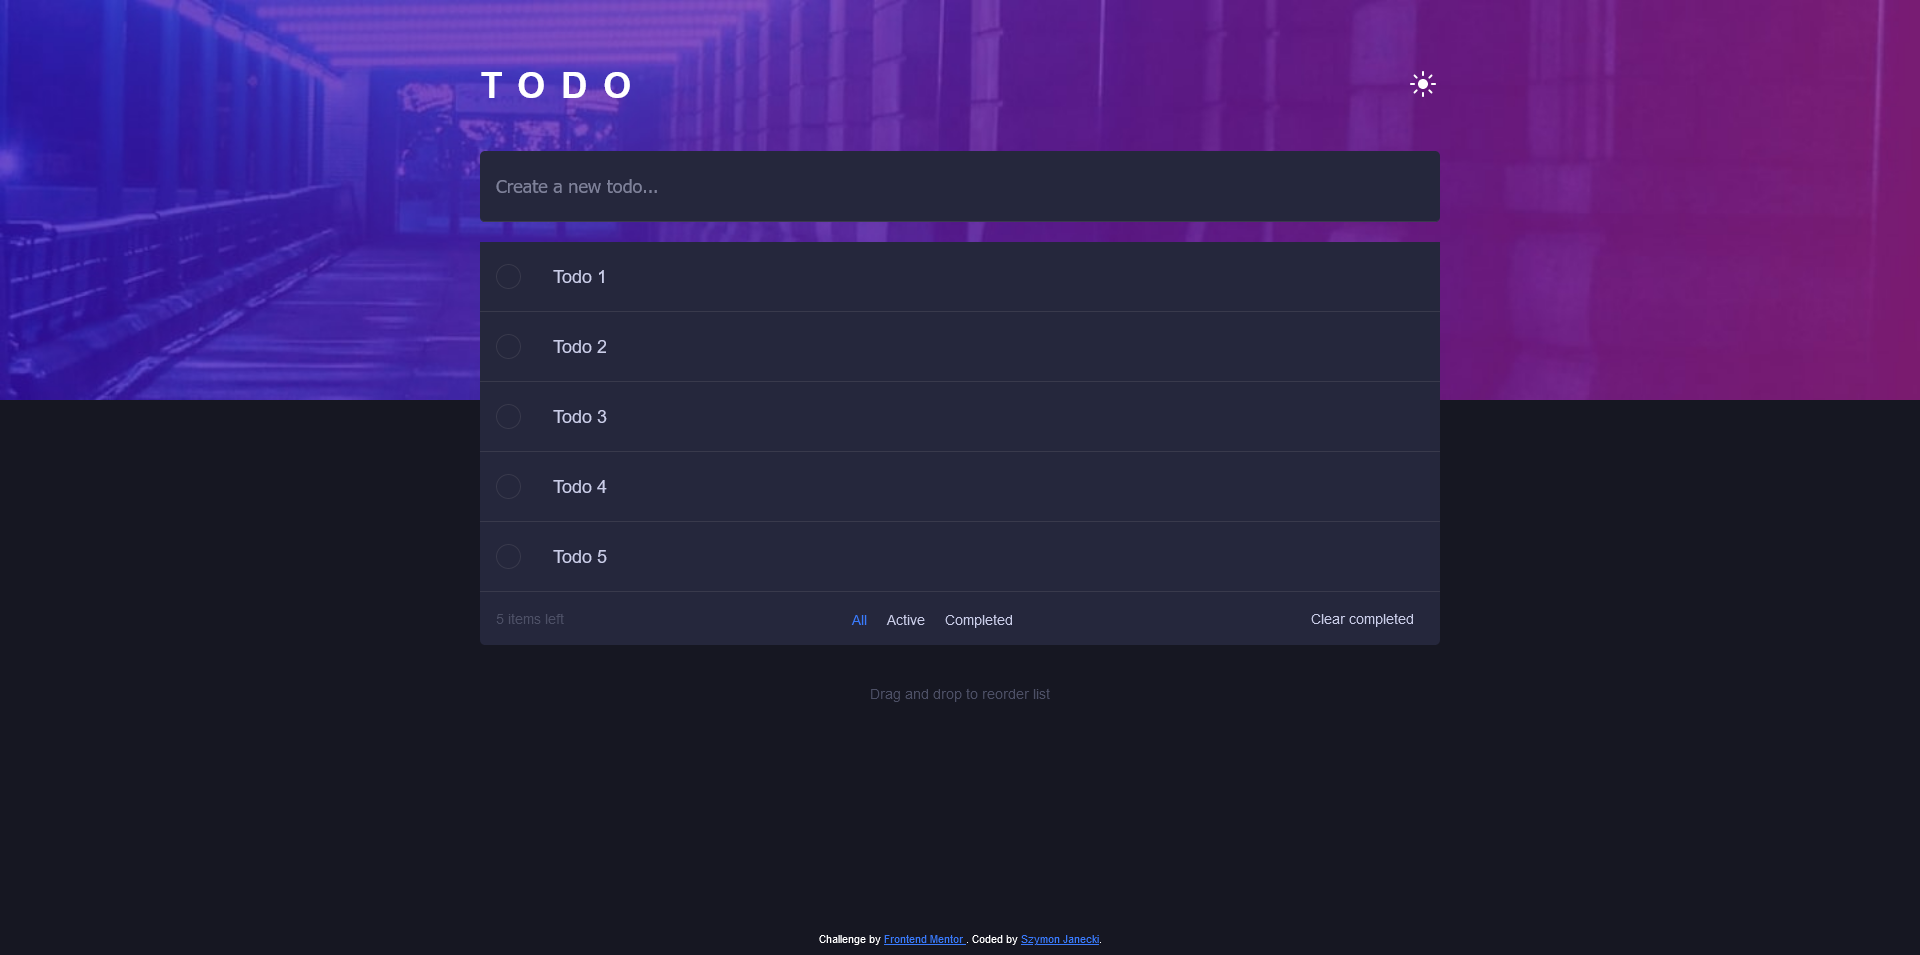 TODO
Create a new todo...
Todo 1
Todo 2
Todo 3
Todo 4
Todo 5
5 items left All Active Completed Clear completed
Drag and drop to reorder list
Challenge by Frontend Mentor . Coded by Szymon Janecki.